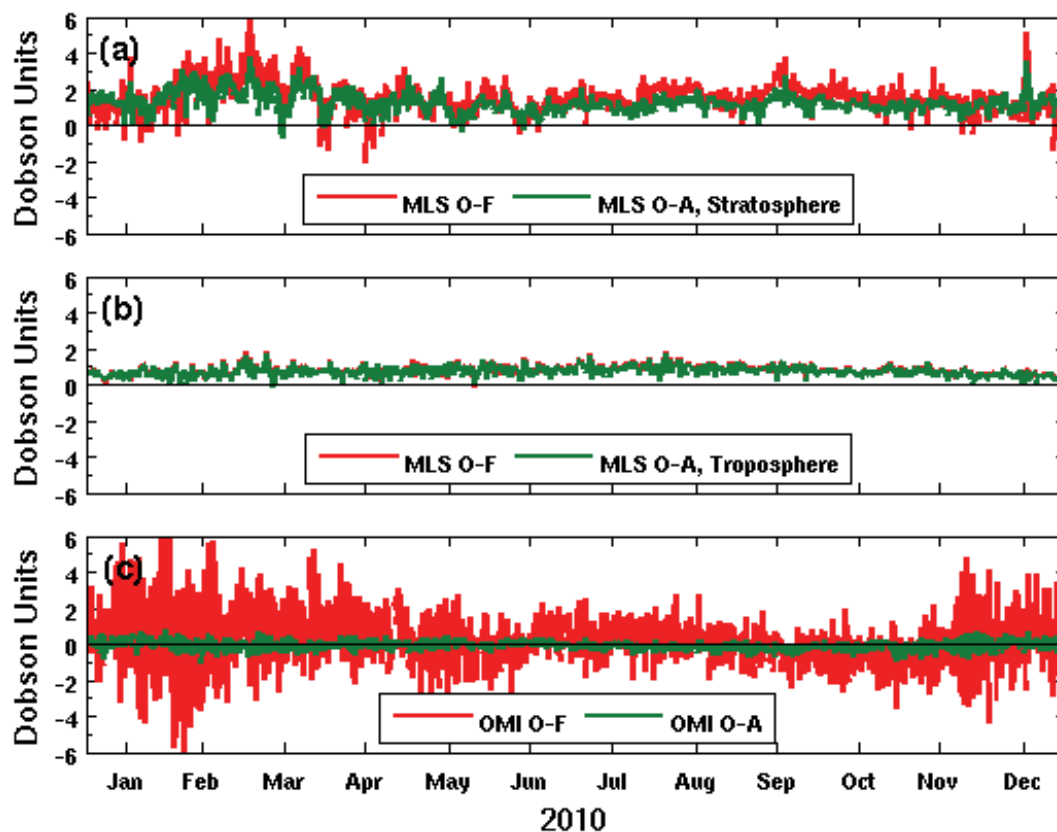 (a)
Dobson Units
6
4
2
0
-2
-4
-6
MLS O-F MLS O-A, Stratosphere
(b)
Dobson Units
6
4
2
0
-2
-4
-6
MLS O-F MLS O-A, Troposphere
(c)
Dobson Units
6
4
2
0
-2
-4
-6
OMI O-F OMI O-A
Jan Feb Mar Apr May Jun Jul Aug Sep Oct Nov Dec
2010